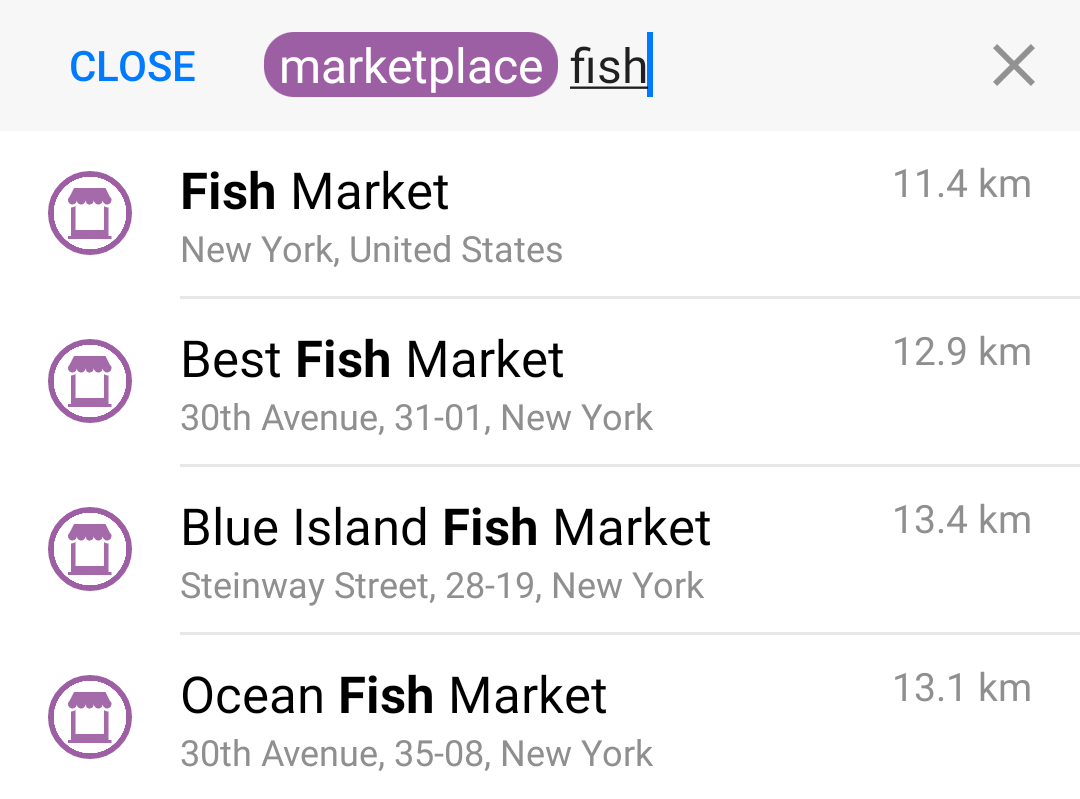 CLOSE marketplace fish
Fish Market 11.4 km
New York, United States
Best Fish Market 12.9 km
30th Avenue, 31-01, New York
Blue Island Fish Market 13.4 km
Steinway Street, 28-19, New York
Ocean Fish Market 13.1 km
30th Avenue, 35-08, New York